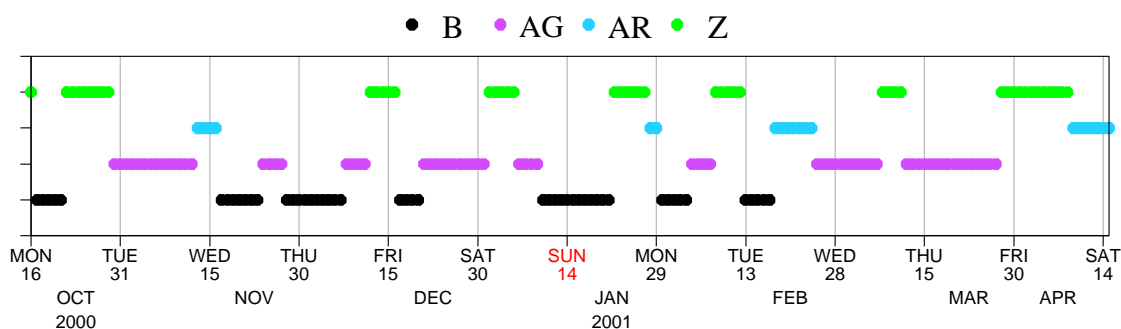 B AG AR Z
MON TUE WED THU FRI SAT SUN MON TUE WED THU FRI SAT
16 31 15 30 15 30 14 29 13 28 15 30 14
OCT NOV DEC JAN FEB MAR APR
2000 2001